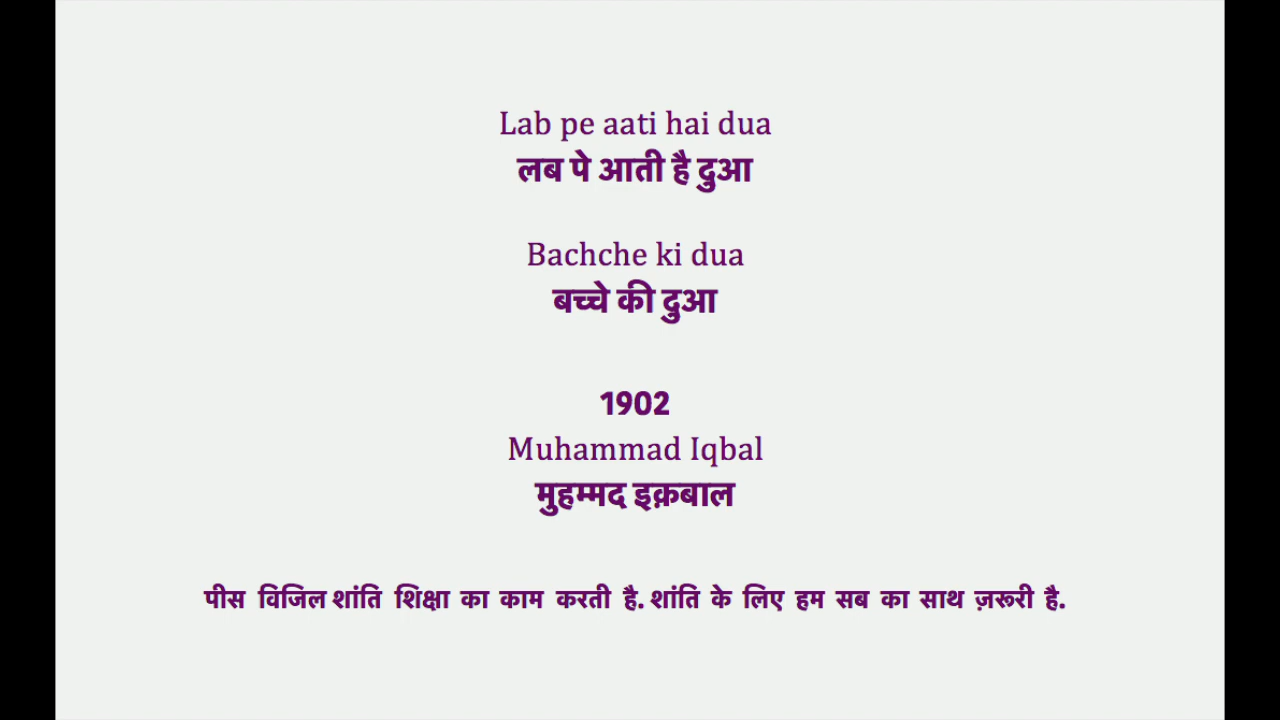 Lab pe aati hai dua
लब पे आती है दुआ
Bachche ki dua
बच्चे की दुआ
1902
Muhammad Iqbal
मुहम्मद इक़बाल
पीस विजिल शांति शिक्षा का काम करती है. शांति के लिए हम सब का साथ ज़रूरी है.